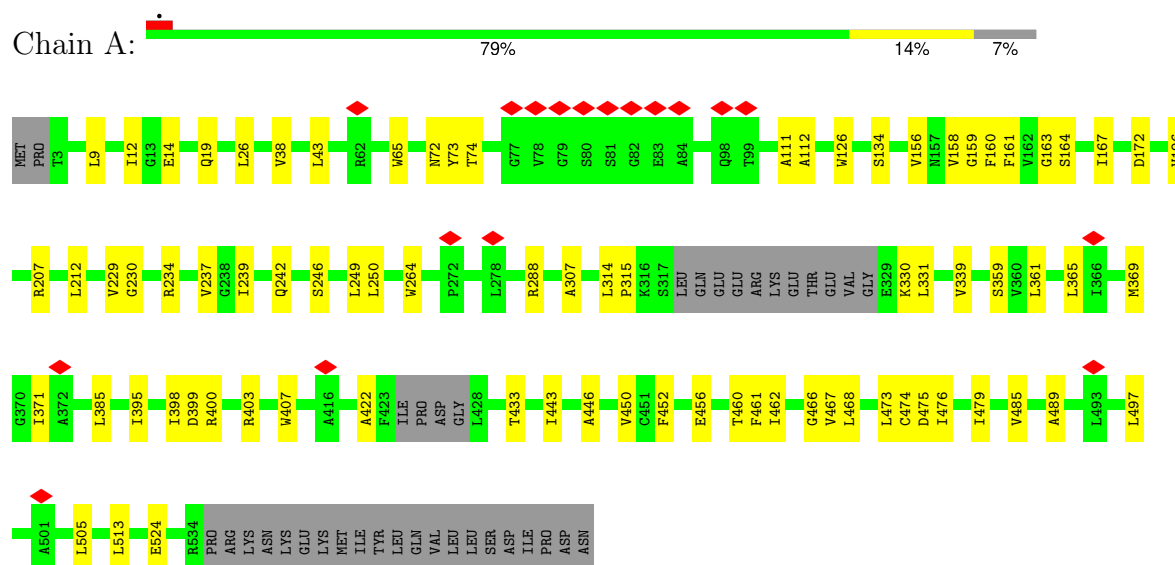 Chain A:
79% 14% 7%
MET PRO T3 L9 I12 G13 E14 Q19 L26 V38 L43 R62 W65 N72 Y73 T74 G77 V78 G79 S80 S81 G82 E83 A84 Q98 T99 A111 A112 W126 S134 V156 N157 V158 G159 F160 F161 V162 G163 S164 I167 D172
R207 L212 V229 G230 R234 V237 G238 I239 Q242 S246 L249 L250 W264 P272 L278 R288 A307 L314 P315 K316 S317 LEU GLN GLU GLU ARG LYS GLU THR GLU VAL GLY E329 K330 L331 V339 S359 V360 L361 L365 I366 M369
G370 I371 A372 L385 I395 I398 D399 R400 R403 W407 A416 A422 F423 ILE PRO ASP GLY L428 T433 I443 A446 V450 C451 F452 E456 T460 F461 I462 G466 V467 L468 L473 C474 D475 I476 I479 V485 A489 L493 L497
A501 L505 L513 E524 R534 PRO ARG LYS ASN LYS GLU LYS MET ILE TYR LEU GLN VAL LEU LEU SER ASP ILE PRO ASP ASN